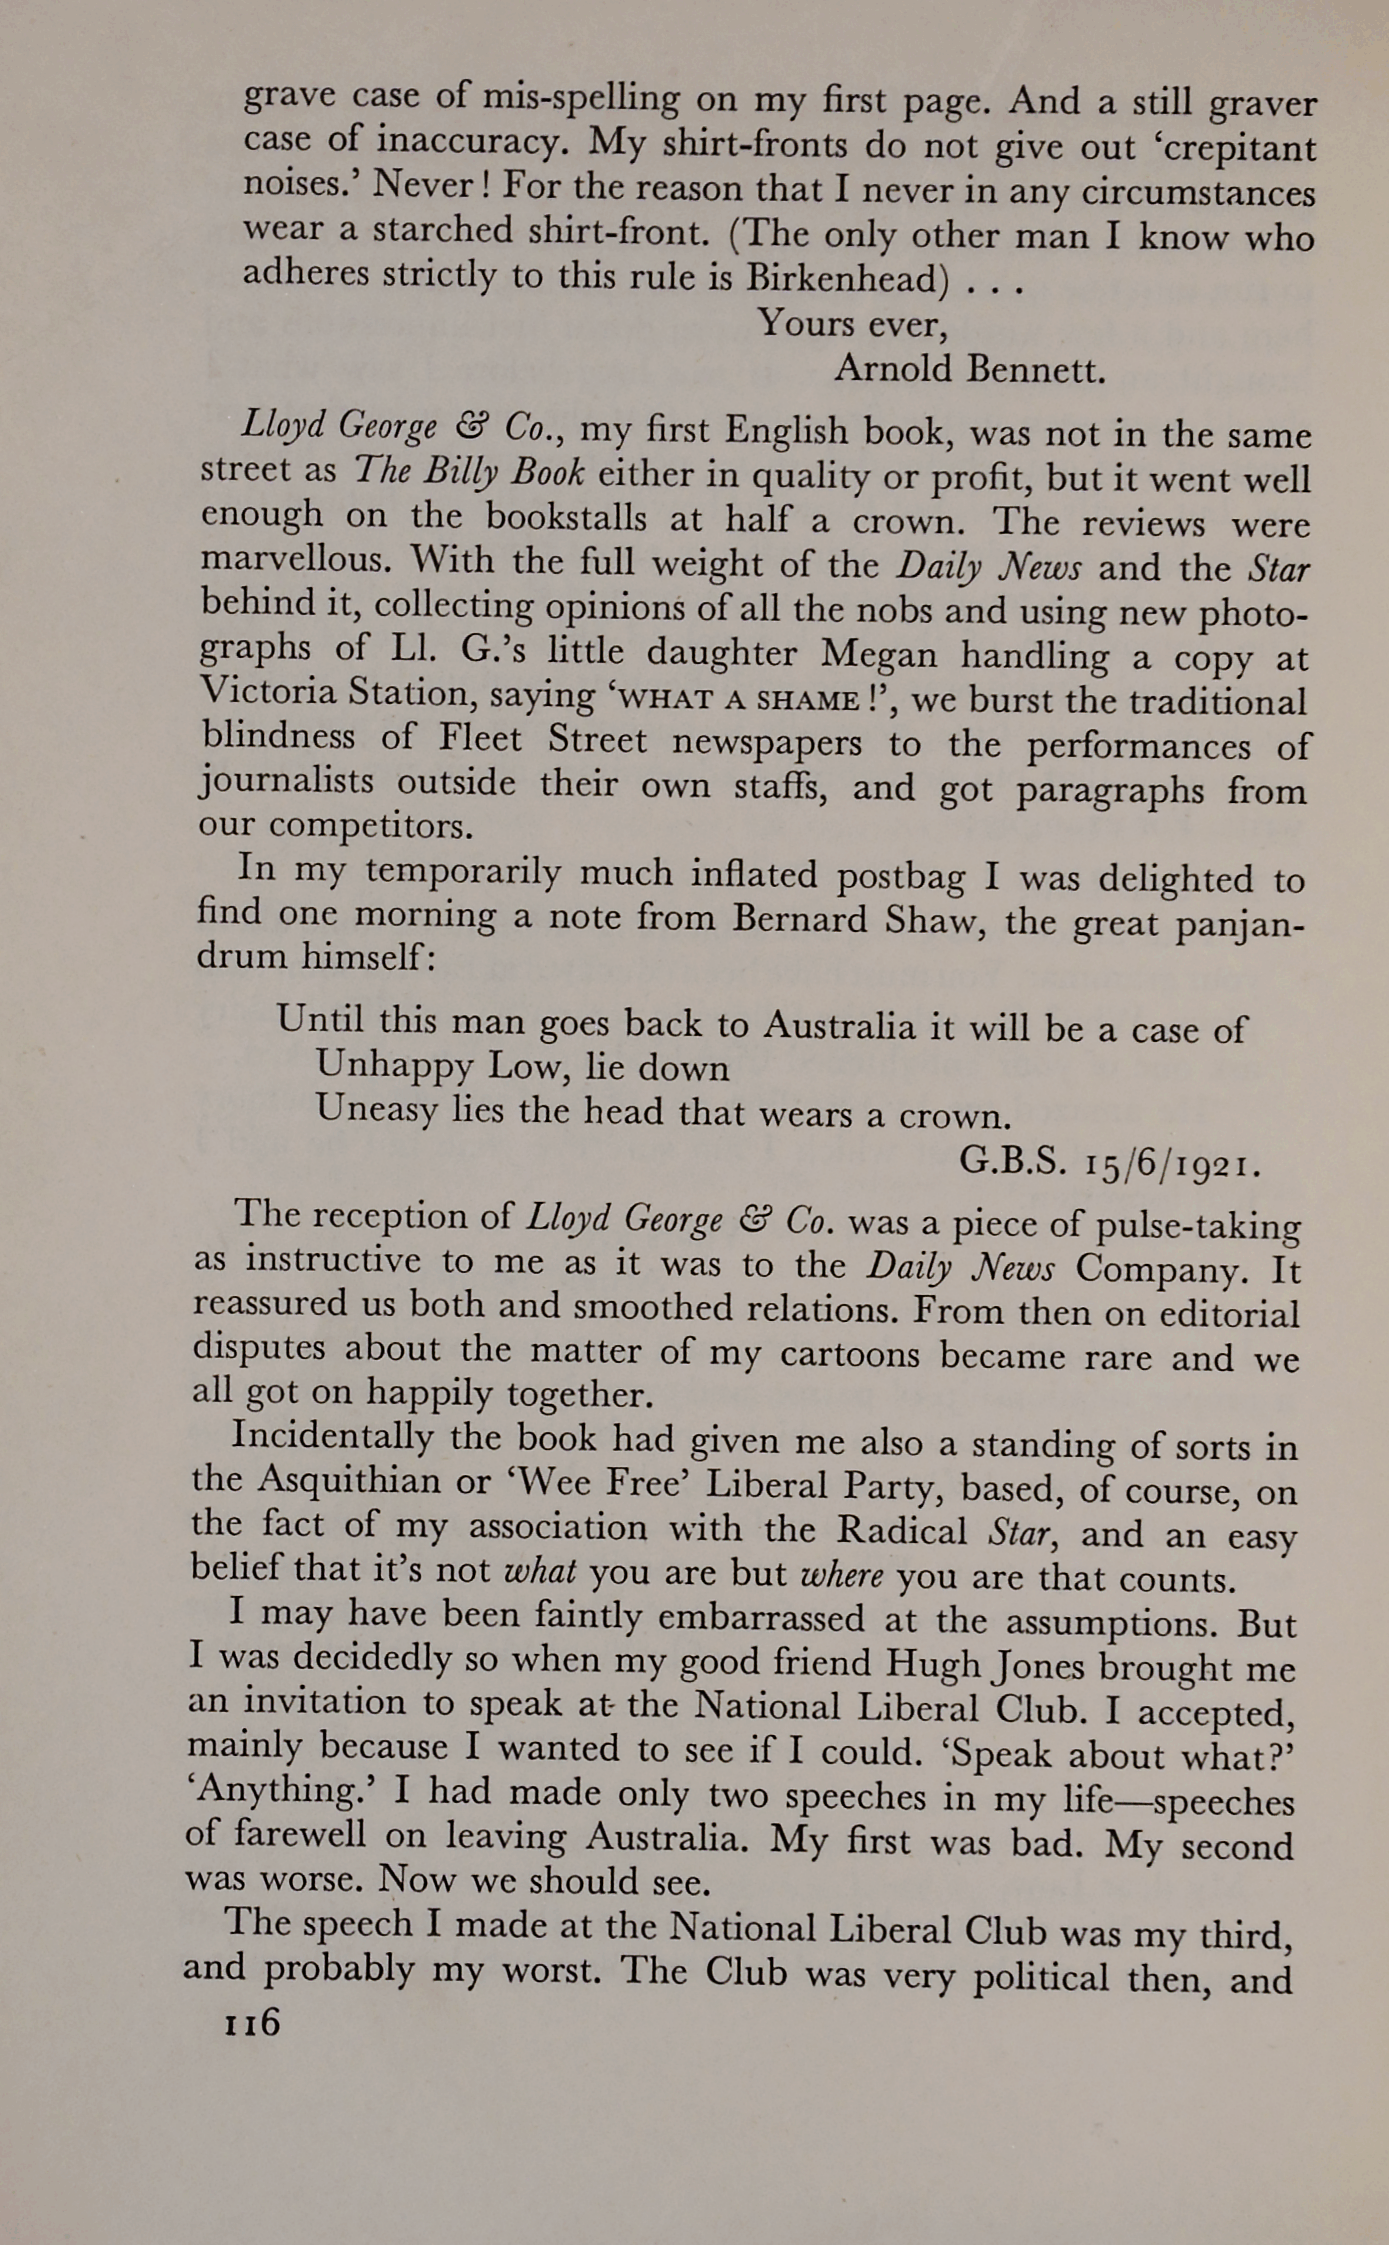 grave case of mis-spelling on my first page. And a still graver
case of inaccuracy. My shirt-fronts do not give out ‘crepitant
noises.’ Never! For the reason that I never in any circumstances
wear a starched shirt-front. (The only other man I know who
adheres strictly to this rule is Birkenhead) . . .
Yours ever,
Arnold Bennett.
Lloyd George & Co., my first English book, was not in the same
street as The Billy Book either in quality or profit, but it went well
enough on the bookstalls at half a crown. The reviews were
marvellous. With the full weight of the Daily News and the Star
behind it, collecting opinions of all the nobs and using new photo-
graphs of Ll. G.’s little daughter Megan handling a copy at
Victoria Station, saying ‘WHAT A SHAME!’, we burst the traditional
blindness of Fleet Street newspapers to the performances of
journalists outside their own staffs, and got paragraphs from
our competitors.
In my temporarily much inflated postbag I was delighted to
find one morning a note from Bernard Shaw, the great panjan-
drum himself:
Until this man goes back to Australia it will be a case of
Unhappy Low, lie down
Uneasy lies the head that wears a crown.
G.B.S. 15/6/1921.
The reception of Lloyd George & Co. was a piece of pulse-taking
as instructive to me as it was to the Daily News Company. It
reassured us both and smoothed relations. From then on editorial
disputes about the matter of my cartoons became rare and we
all got on happily together.
Incidentally the book had given me also a standing of sorts in
the Asquithian or ‘Wee Free’ Liberal Party, based, of course, on
the fact of my association with the Radical Star, and an easy
belief that it’s not what you are but where you are that counts.
I may have been faintly embarrassed at the assumptions. But
I was decidedly so when my good friend Hugh Jones brought me
an invitation to speak at the National Liberal Club. I accepted,
mainly because I wanted to see if I could. ‘Speak about what?’
‘Anything.’ I had made only two speeches in my life—speeches
of farewell on leaving Australia. My first was bad. My second
was worse. Now we should see.
The speech I made at the National Liberal Club was my third,
and probably my worst. The Club was very political then, and
116